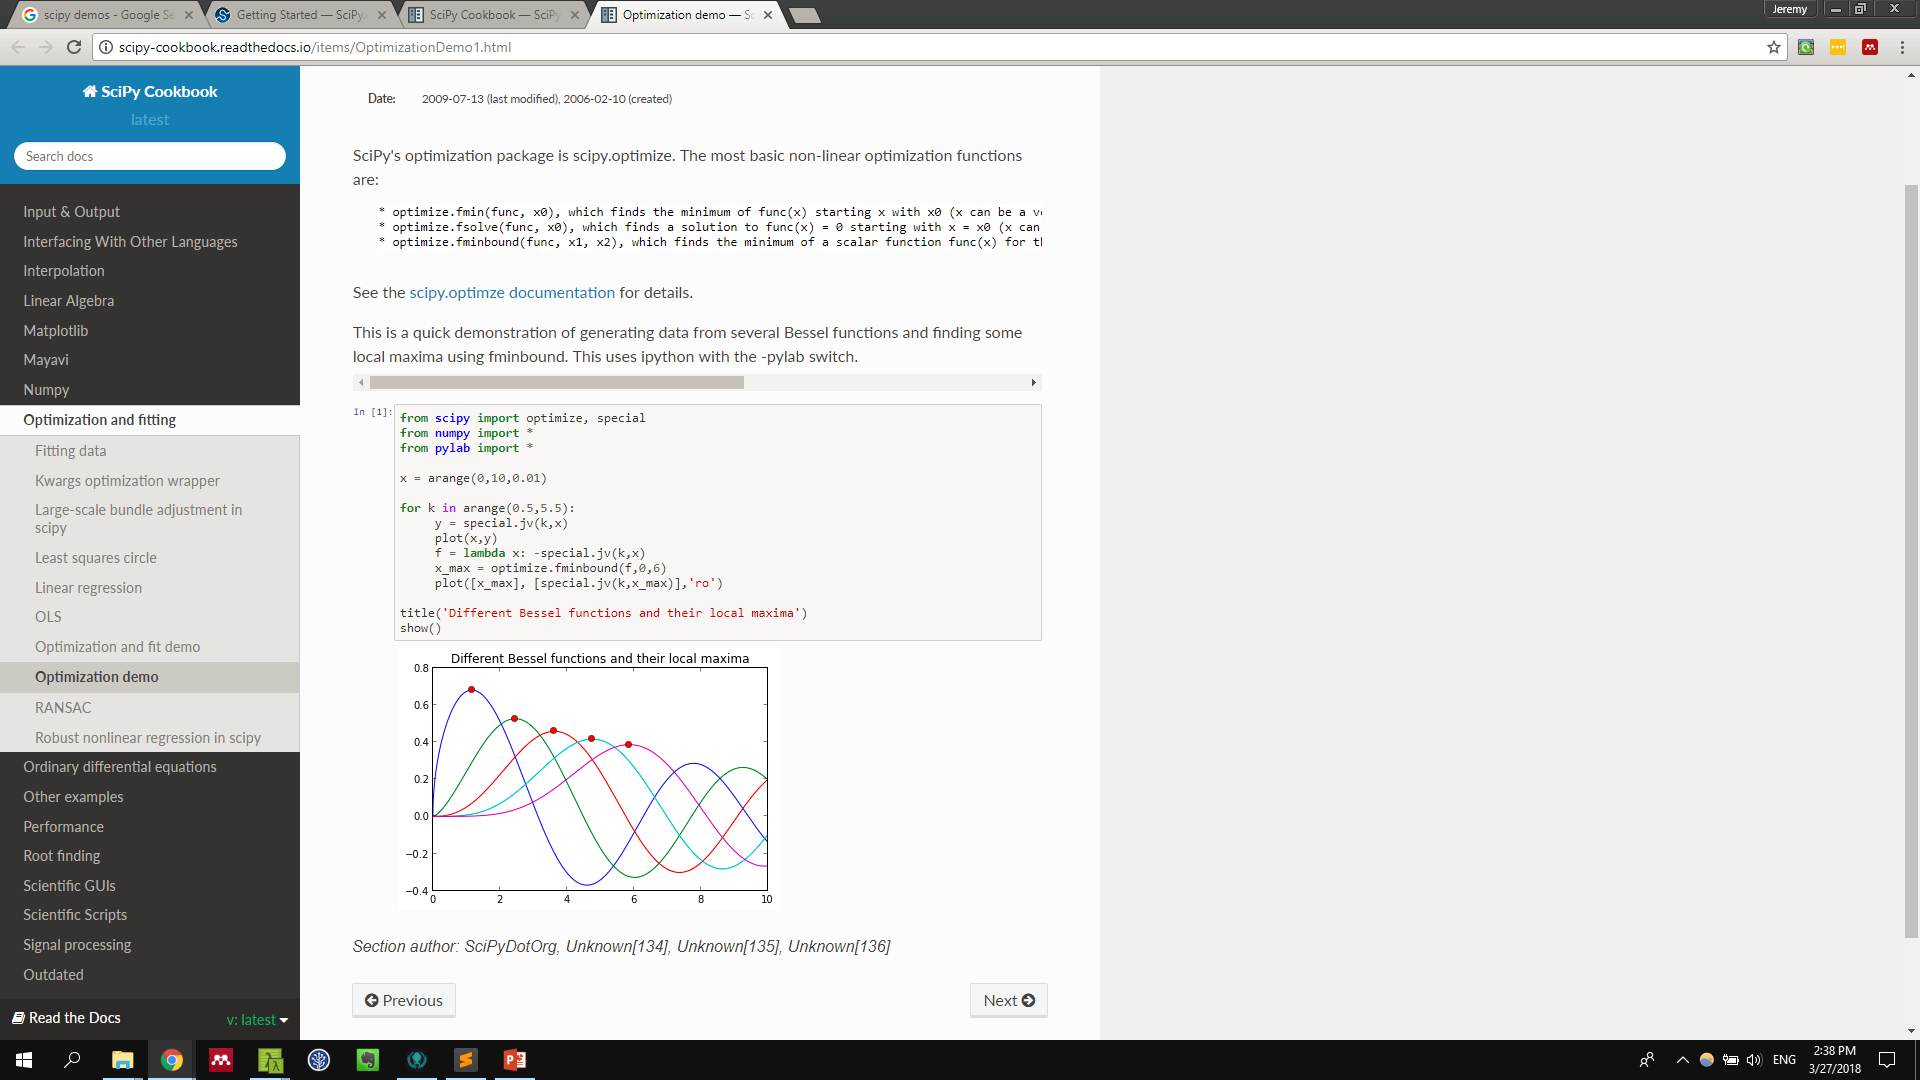 scipy demos - Google Se
Getting Started — SciPy.
SciPy Cookbook — SciPy
Optimization demo — Sc
Jeremy
scipy-cookbook.readthedocs.io/items/OptimizationDemo1.html
SciPy Cookbook
latest
Search docs
Input & Output
Interfacing With Other Languages
Interpolation
Linear Algebra
Matplotlib
Mayavi
Numpy
Optimization and fitting
Fitting data
Kwargs optimization wrapper
Large-scale bundle adjustment in
scipy
Least squares circle
Linear regression
OLS
Optimization and fit demo
Optimization demo
RANSAC
Robust nonlinear regression in scipy
Ordinary differential equations
Other examples
Performance
Root finding
Scientific GUIs
Scientific Scripts
Signal processing
Outdated
Read the Docs
v: latest
Date: 2009-07-13 (last modified), 2006-02-10 (created)
SciPy's optimization package is scipy.optimize. The most basic non-linear optimization functions
are:
* optimize.fmin(func, x0), which finds the minimum of func(x) starting x with x0 (x can be a ve
* optimize.fsolve(func, x0), which finds a solution to func(x) = 0 starting with x = x0 (x can
* optimize.fminbound(func, x1, x2), which finds the minimum of a scalar function func(x) for th
See the scipy.optimze documentation for details.
This is a quick demonstration of generating data from several Bessel functions and finding some
local maxima using fminbound. This uses ipython with the -pylab switch.
In [1]:
from scipy import optimize, special
from numpy import *
from pylab import *
x = arange(0,10,0.01)
for k in arange(0.5,5.5):
y = special.jv(k,x)
plot(x,y)
f = lambda x: -special.jv(k,x)
x_max = optimize.fminbound(f,0,6)
plot([x_max], [special.jv(k,x_max)],'ro')
title('Different Bessel functions and their local maxima')
show()
Different Bessel functions and their local maxima
0.8
0.6
0.4
0.2
0.0
−0.2
−0.4
0 2 4 6 8 10
Section author: SciPyDotOrg, Unknown[134], Unknown[135], Unknown[136]
Previous
Next
ENG
2:38 PM
3/27/2018